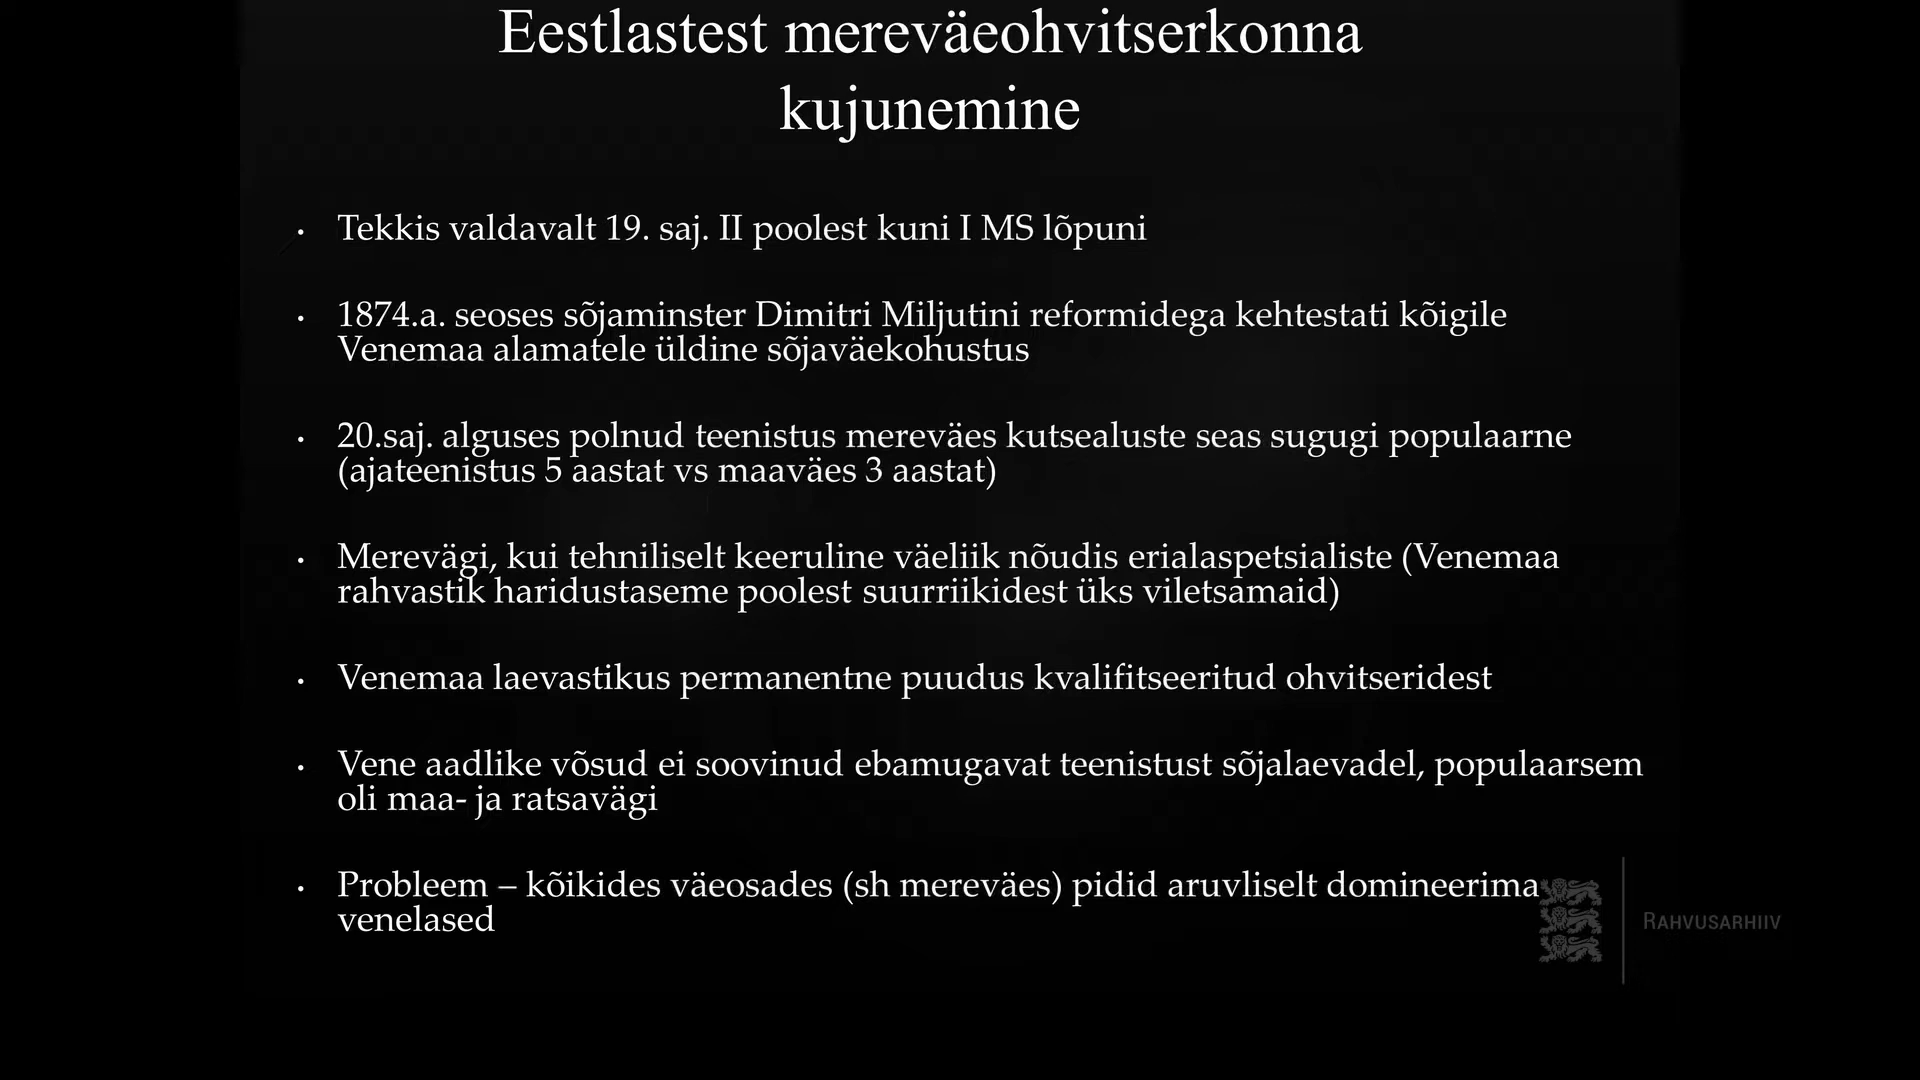 Eestlastest mereväeohvitserkonna
kujunemine
• Tekkis valdavalt 19. saj. II poolest kuni I MS lõpuni
• 1874.a. seoses sõjaminster Dimitri Miljutini reformidega kehtestati kõigile
Venemaa alamatele üldine sõjaväekohustus
• 20.saj. alguses polnud teenistus mereväes kutsealuste seas sugugi populaarne
(ajateenistus 5 aastat vs maaväes 3 aastat)
• Merevägi, kui tehniliselt keeruline väeliik nõudis erialaspetsialiste (Venemaa
rahvastik haridustaseme poolest suurriikidest üks viletsamaid)
• Venemaa laevastikus permanentne puudus kvalifitseeritud ohvitseridest
• Vene aadlike võsud ei soovinud ebamugavat teenistust sõjalaevadel, populaarsem
oli maa- ja ratsavägi
• Probleem – kõikides väeosades (sh mereväes) pidid aruvliselt domineerima
venelased
RAHVUSARHIIV